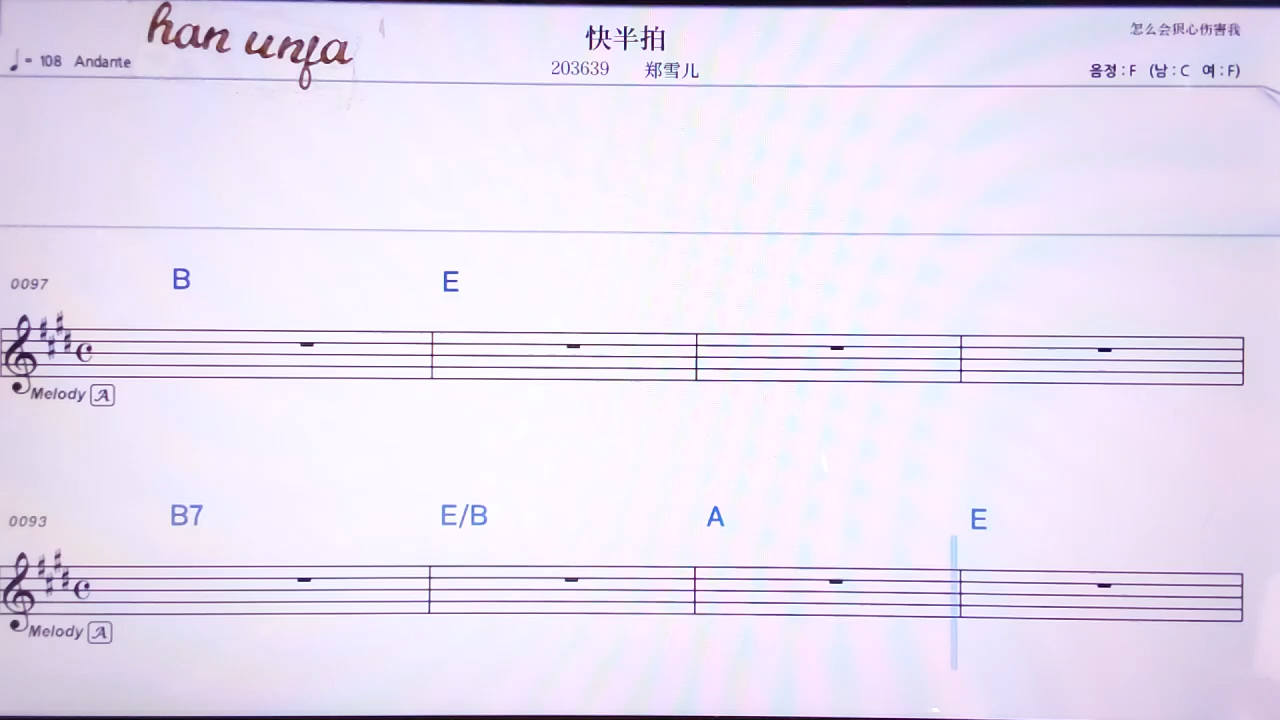 han unfa
快半拍
怎么会狠心伤害我
♩= 108 Andante
203639 郑雪儿
음정 : F (남 : C 여 : F)
0097 B E
Melody A
0093 B7 E/B A E
Melody A